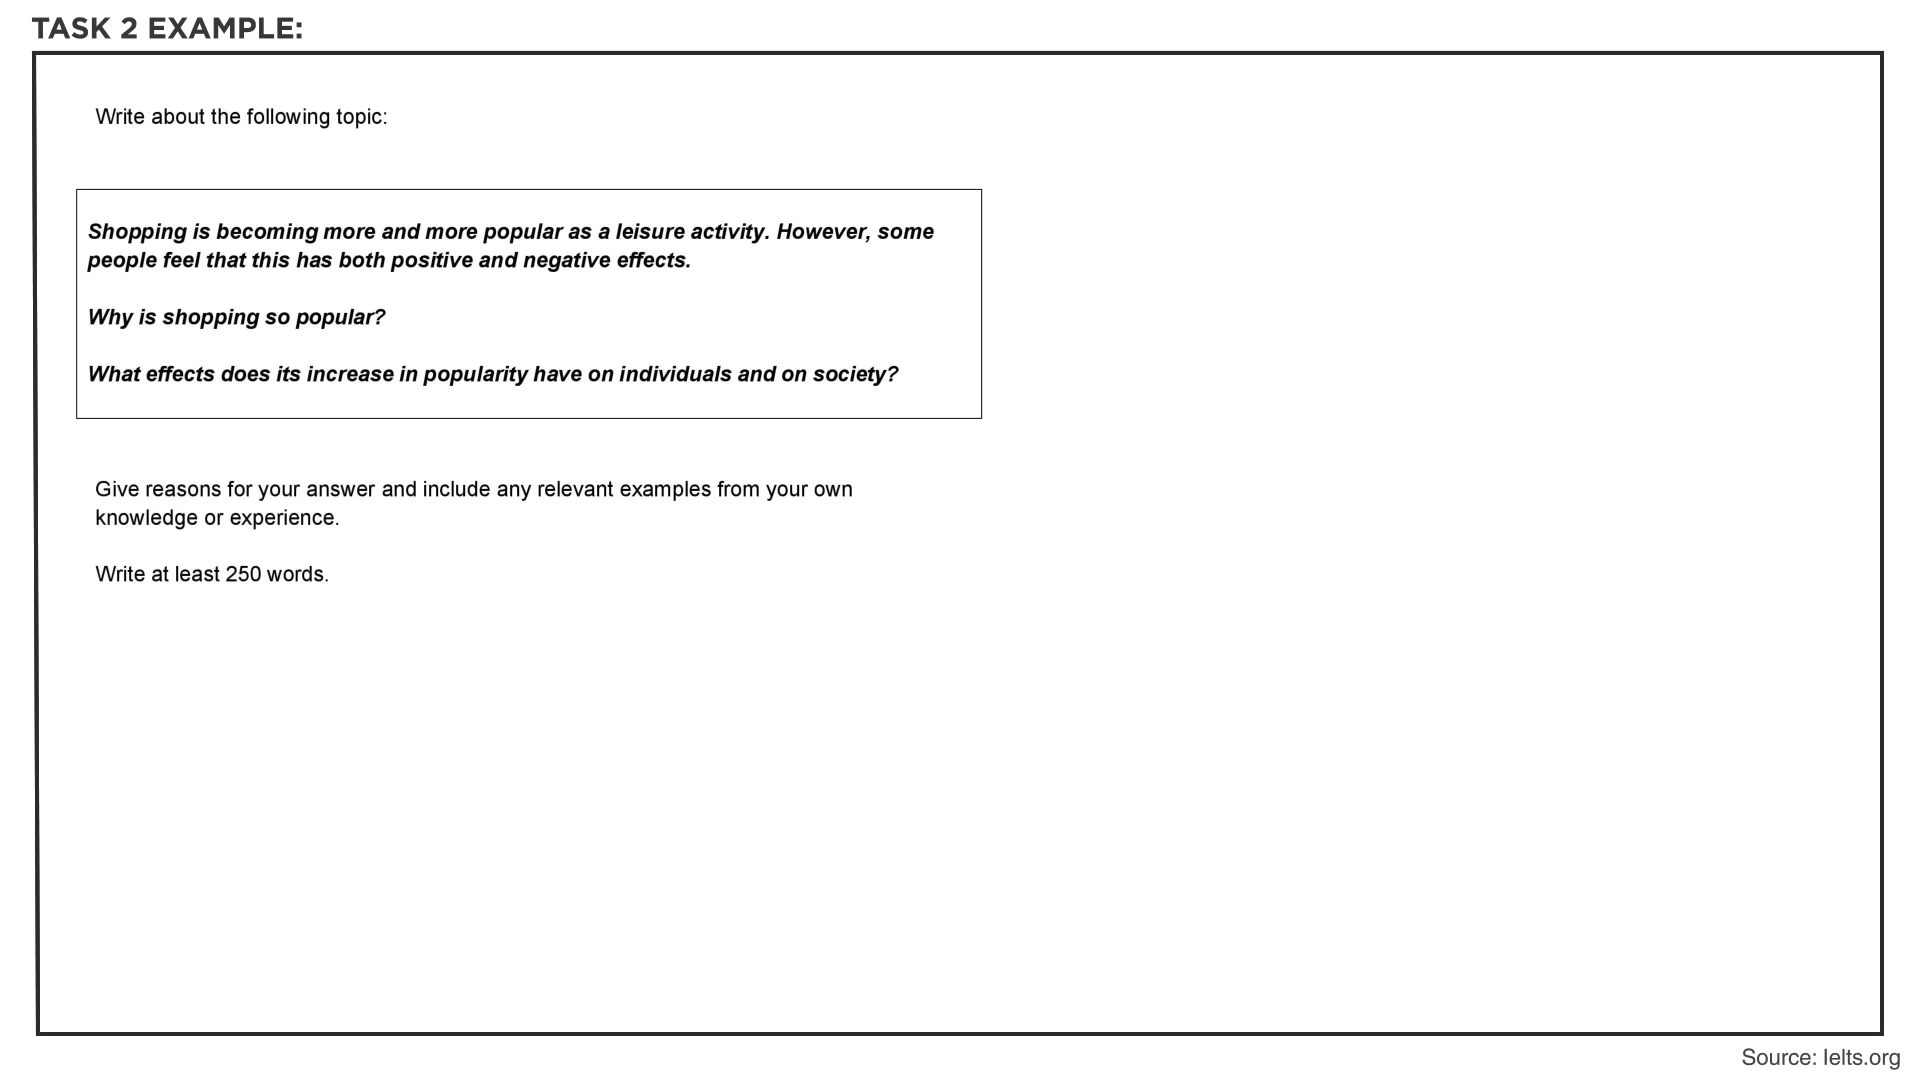 TASK 2 EXAMPLE:
Write about the following topic:
Shopping is becoming more and more popular as a leisure activity. However, some
people feel that this has both positive and negative effects.
Why is shopping so popular?
What effects does its increase in popularity have on individuals and on society?
Give reasons for your answer and include any relevant examples from your own
knowledge or experience.
Write at least 250 words.
Source: Ielts.org